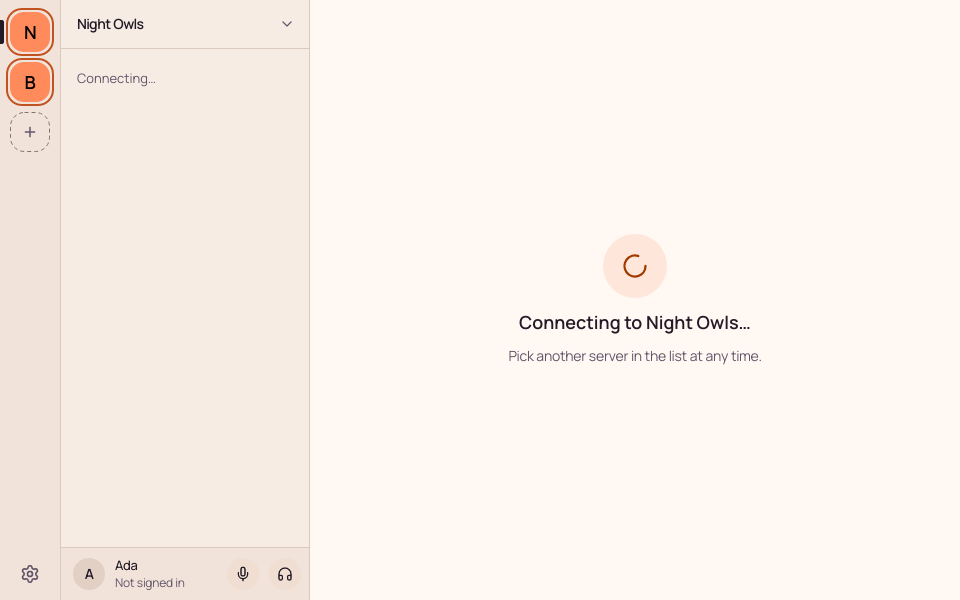 N
B
Night Owls
Connecting...
Connecting to Night Owls...
Pick another server in the list at any time.
A
Ada
Not signed in